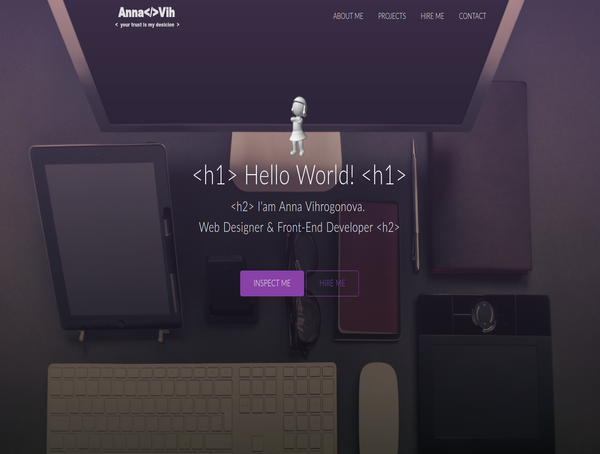 Anna</>Vih
< your trust is my desicion >
ABOUT ME PROJECTS HIRE ME CONTACT
<h1> Hello World! <h1>
<h2> I'am Anna Vihrogonova.
Web Designer & Front-End Developer <h2>
INSPECT ME HIRE ME